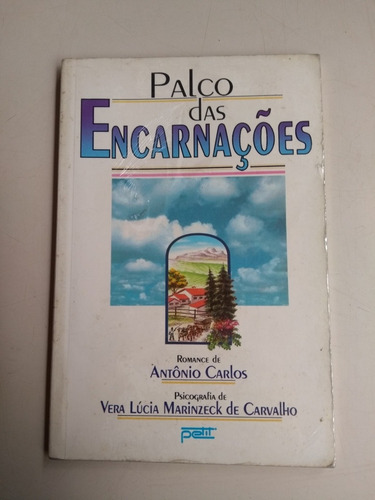 PALCO
DAS
ENCARNAÇÕES
ROMANCE DE
ANTÔNIO CARLOS
PSICOGRAFIA DE
VERA LÚCIA MARINZECK DE CARVALHO
petit